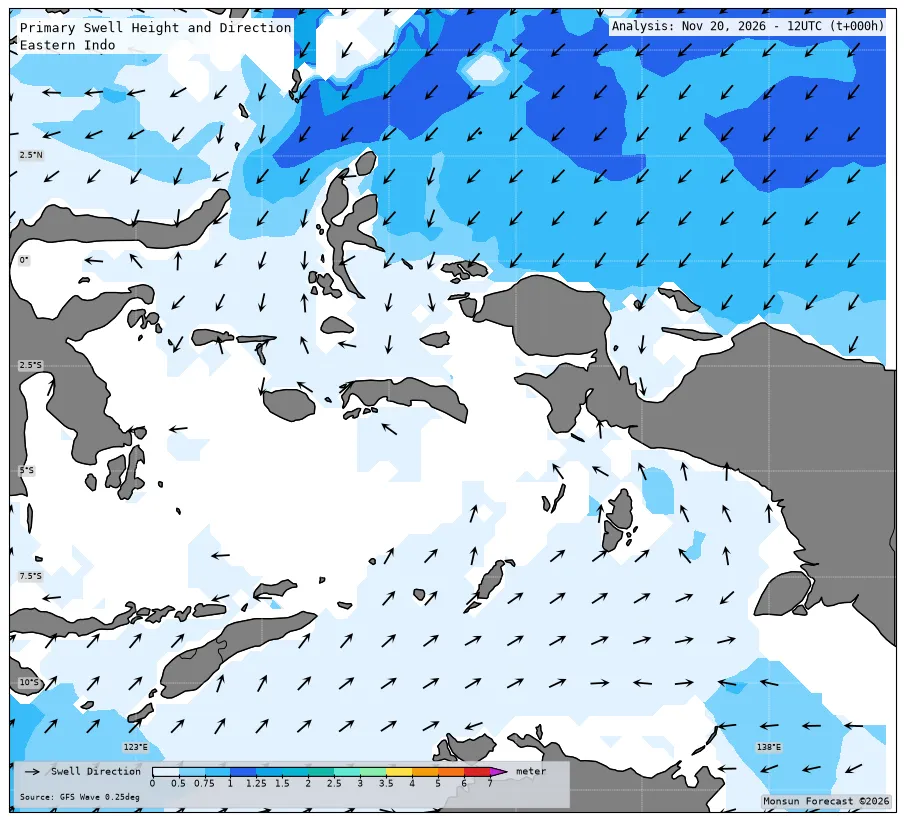 Primary Swell Height and Direction
Eastern Indo
Analysis: Nov 20, 2026 - 12UTC (t+000h)
2.5°N
0°
2.5°S
5°S
7.5°S
10°S
123°E
138°E
Swell Direction
0 0.5 0.75 1 1.25 1.5 2 2.5 3 3.5 4 5 6 7
meter
Source: GFS Wave 0.25deg
Monsun Forecast ©2026